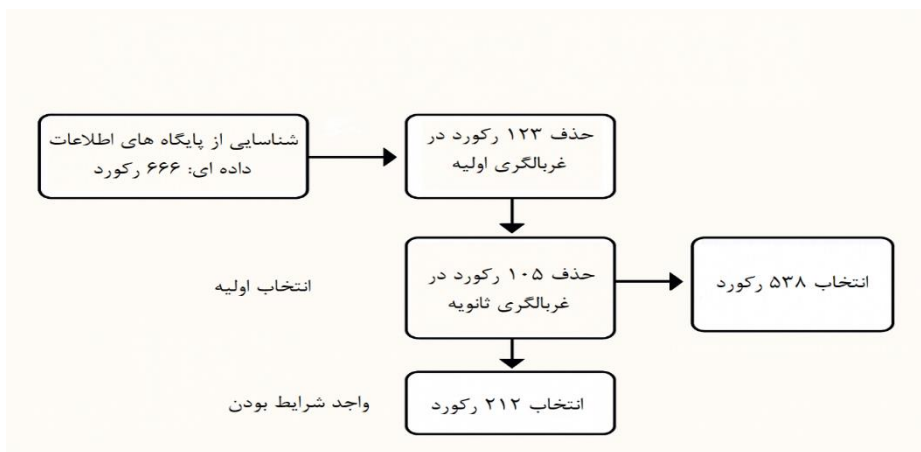 شناسایی از پایگاه های اطلاعات
داده ای: ۶۶۶ رکورد
حذف ۱۲۳ رکورد در
غربالگری اولیه
حذف ۱۰۵ رکورد در
غربالگری ثانویه
انتخاب ۵۳۸ رکورد
انتخاب اولیه
انتخاب ۲۱۲ رکورد
واجد شرایط بودن